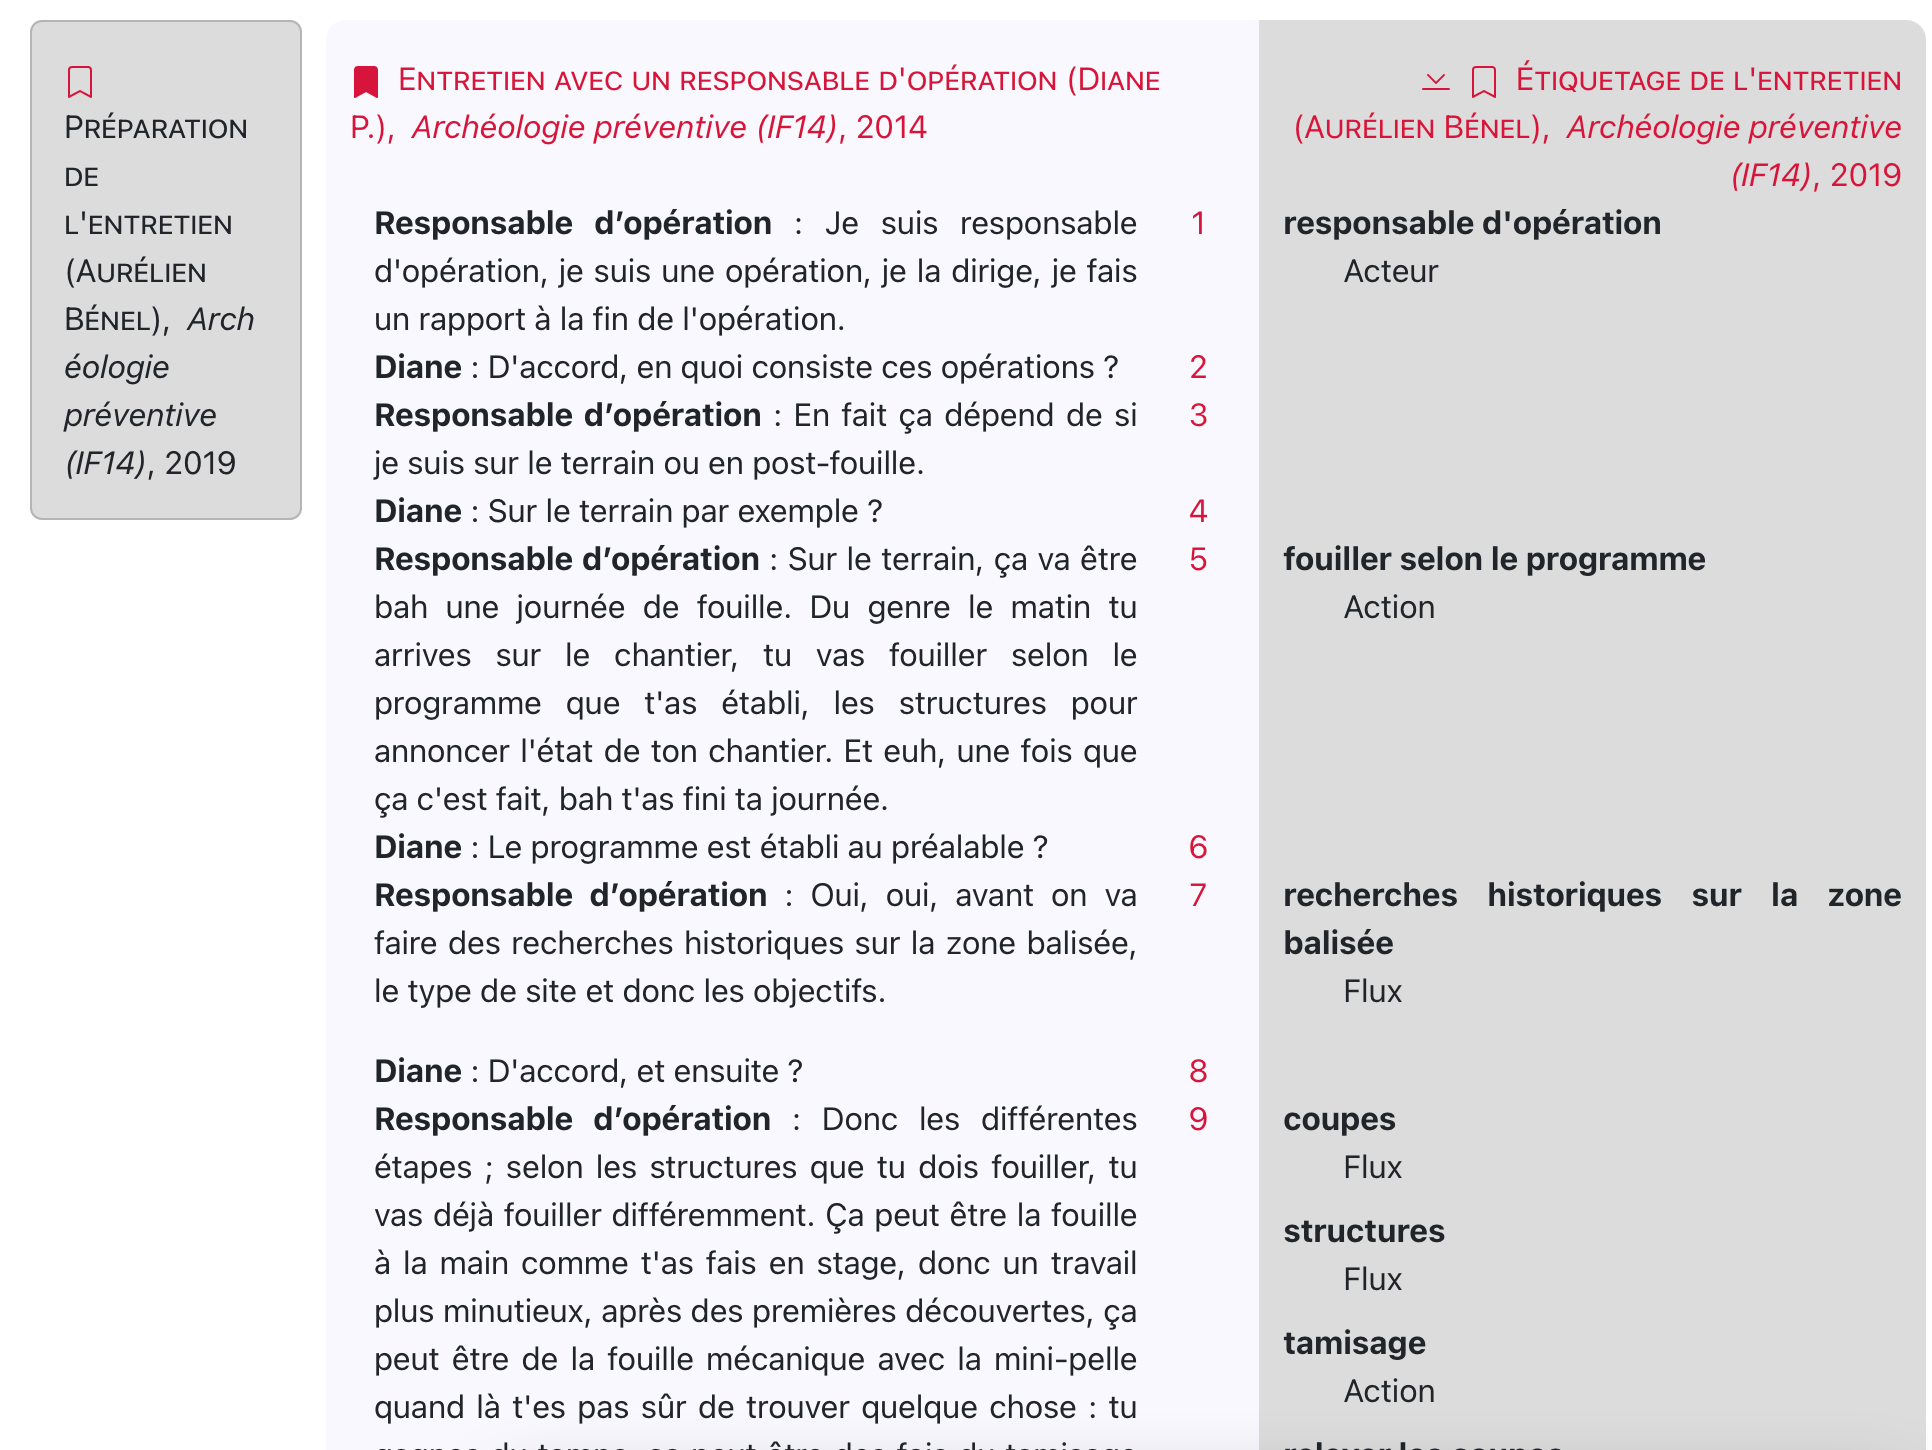 PRÉPARATION
DE
L'ENTRETIEN
(AURÉLIEN
BÉNEL), Arch
éologie
préventive
(IF14), 2019
ENTRETIEN AVEC UN RESPONSABLE D'OPÉRATION (DIANE
P.), Archéologie préventive (IF14), 2014
Responsable d’opération : Je suis responsable
d'opération, je suis une opération, je la dirige, je fais
un rapport à la fin de l'opération.
Diane : D'accord, en quoi consiste ces opérations ?
Responsable d’opération : En fait ça dépend de si
je suis sur le terrain ou en post-fouille.
Diane : Sur le terrain par exemple ?
Responsable d’opération : Sur le terrain, ça va être
bah une journée de fouille. Du genre le matin tu
arrives sur le chantier, tu vas fouiller selon le
programme que t'as établi, les structures pour
annoncer l'état de ton chantier. Et euh, une fois que
ça c'est fait, bah t'as fini ta journée.
Diane : Le programme est établi au préalable ?
Responsable d’opération : Oui, oui, avant on va
faire des recherches historiques sur la zone balisée,
le type de site et donc les objectifs.
Diane : D'accord, et ensuite ?
Responsable d’opération : Donc les différentes
étapes ; selon les structures que tu dois fouiller, tu
vas déjà fouiller différemment. Ça peut être la fouille
à la main comme t'as fais en stage, donc un travail
plus minutieux, après des premières découvertes, ça
peut être de la fouille mécanique avec la mini-pelle
quand là t'es pas sûr de trouver quelque chose : tu
1
2
3
4
5
6
7
8
9
ÉTIQUETAGE DE L'ENTRETIEN
(AURÉLIEN BÉNEL), Archéologie préventive
(IF14), 2019
responsable d'opération
Acteur
fouiller selon le programme
Action
recherches historiques sur la zone
balisée
Flux
coupes
Flux
structures
Flux
tamisage
Action